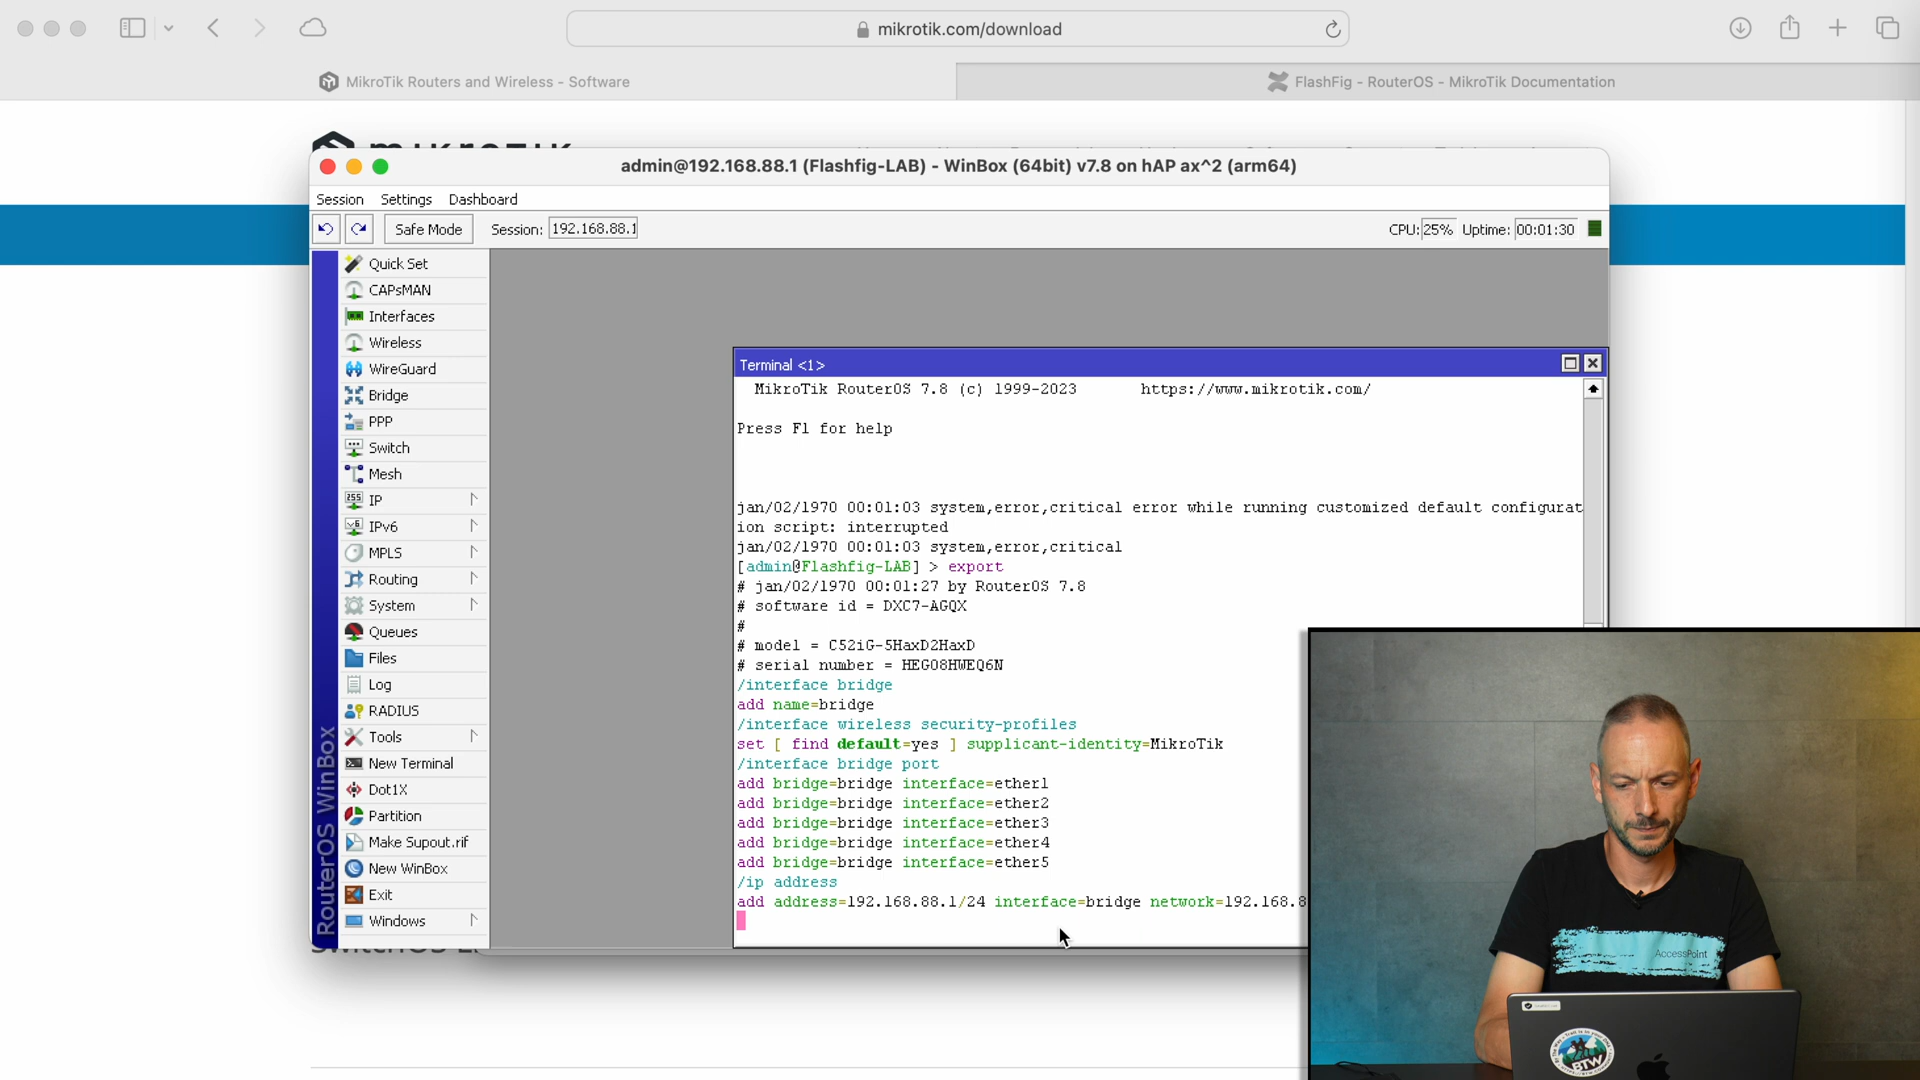 mikrotik.com/download
MikroTik Routers and Wireless - Software
FlashFig - RouterOS - MikroTik Documentation
admin@192.168.88.1 (Flashfig-LAB) - WinBox (64bit) v7.8 on hAP ax^2 (arm64)
Session Settings Dashboard
Safe Mode Session: 192.168.88.1 CPU: 25% Uptime: 00:01:30
Quick Set
CAPsMAN
Interfaces
Wireless
WireGuard
Bridge
PPP
Switch
Mesh
IP
IPv6
MPLS
Routing
System
Queues
Files
Log
RADIUS
Tools
New Terminal
Dot1X
Partition
Make Supout.rif
New WinBox
Exit
Windows
RouterOS WinBox
Terminal <1>
MikroTik RouterOS 7.8 (c) 1999-2023 https://www.mikrotik.com/
Press F1 for help
jan/02/1970 00:01:03 system,error,critical error while running customized default configurat
ion script: interrupted
jan/02/1970 00:01:03 system,error,critical
[admin@Flashfig-LAB] > export
# jan/02/1970 00:01:27 by RouterOS 7.8
# software id = DXC7-AGQX
#
# model = C52iG-5HaxD2HaxD
# serial number = HEG08HWEQ6N
/interface bridge
add name=bridge
/interface wireless security-profiles
set [ find default=yes ] supplicant-identity=MikroTik
/interface bridge port
add bridge=bridge interface=ether1
add bridge=bridge interface=ether2
add bridge=bridge interface=ether3
add bridge=bridge interface=ether4
add bridge=bridge interface=ether5
/ip address
add address=192.168.88.1/24 interface=bridge network=192.168.8
AccessPoint
BTW